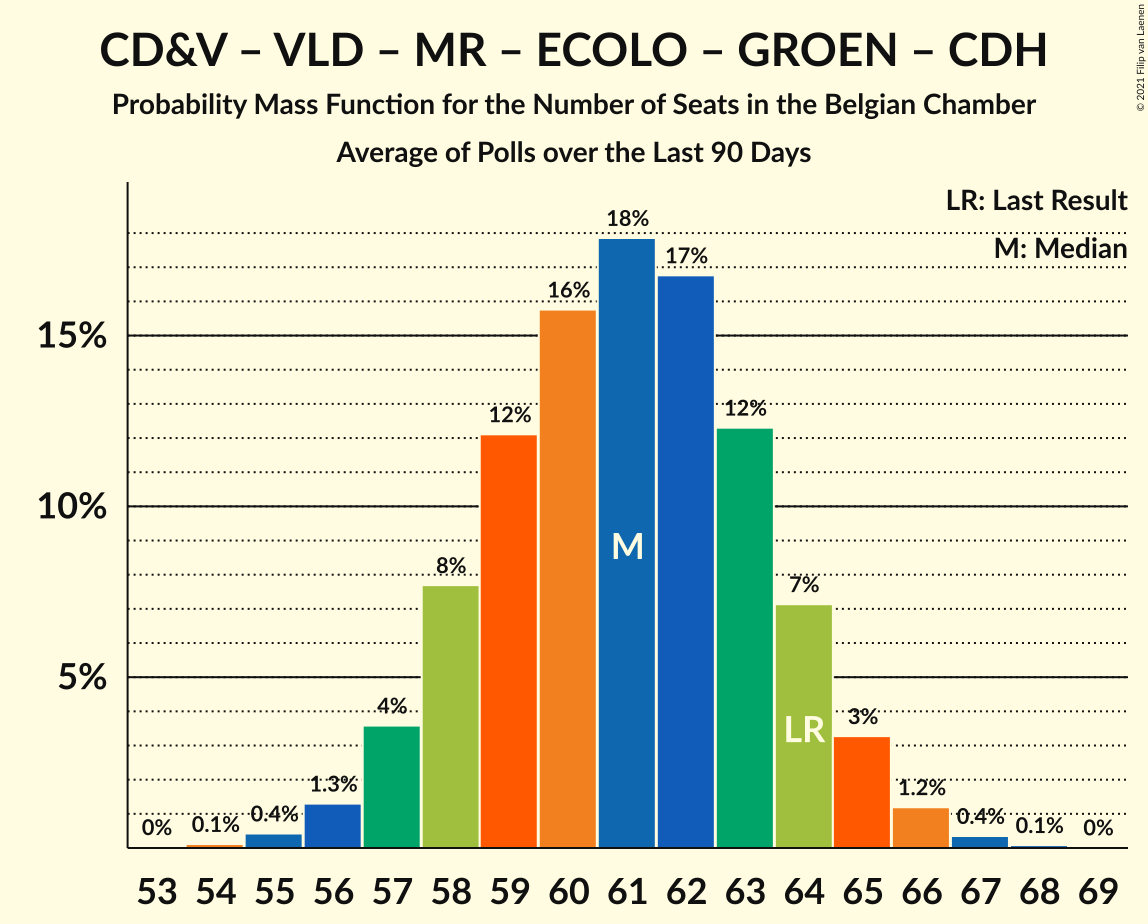 CD&V – VLD – MR – ECOLO – GROEN – CDH
Probability Mass Function for the Number of Seats in the Belgian Chamber
Average of Polls over the Last 90 Days
© 2021 Filip van Laenen
LR: Last Result
M: Median
15%
10%
5%
0%
0.1%
0.4%
1.3%
4%
8%
12%
16%
18%
17%
12%
7%
3%
1.2%
0.4%
0.1%
0%
M
LR
53 54 55 56 57 58 59 60 61 62 63 64 65 66 67 68 69